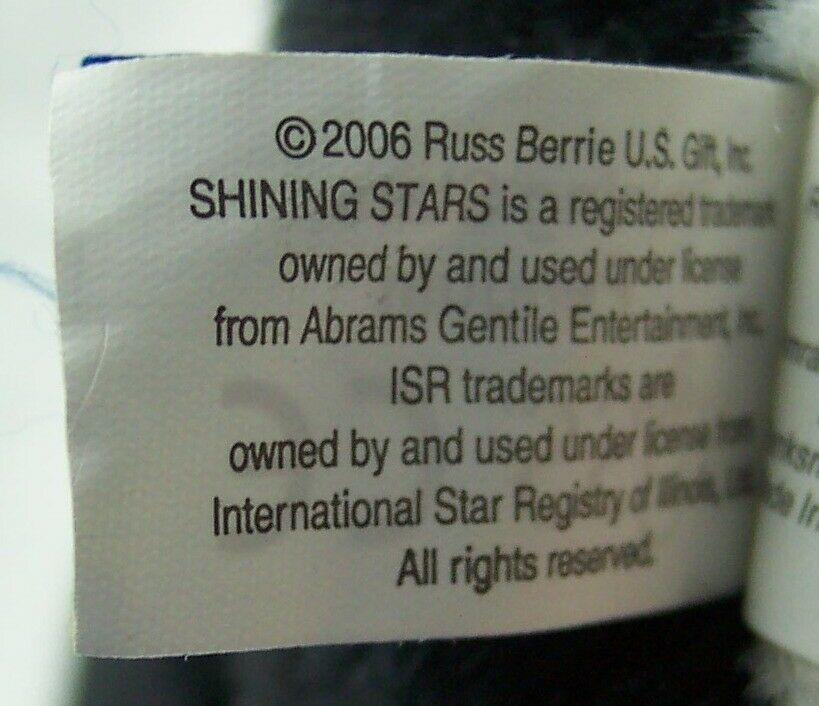 ©2006 Russ Berrie U.S. Gift, Inc.
SHINING STARS is a registered trademark
owned by and used under license
from Abrams Gentile Entertainment, Inc.
ISR trademarks are
owned by and used under license from
International Star Registry of Illinois,
All rights reserved.